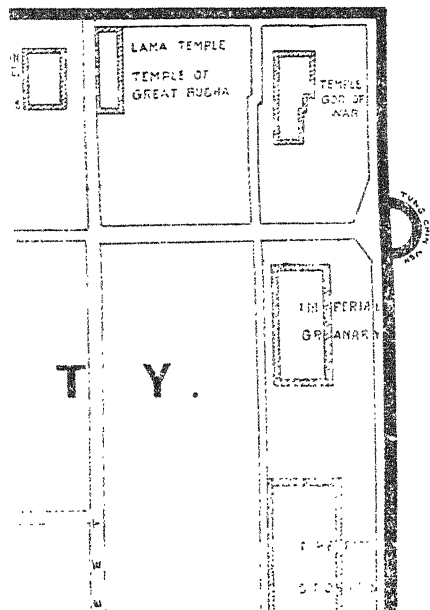 LAMA TEMPLE
TEMPLE OF
GREAT BUDHA
TEMPLE
GOD OF
WAR
TUNG CHIH MEN
IMPERIAL
GRANARY
T Y.